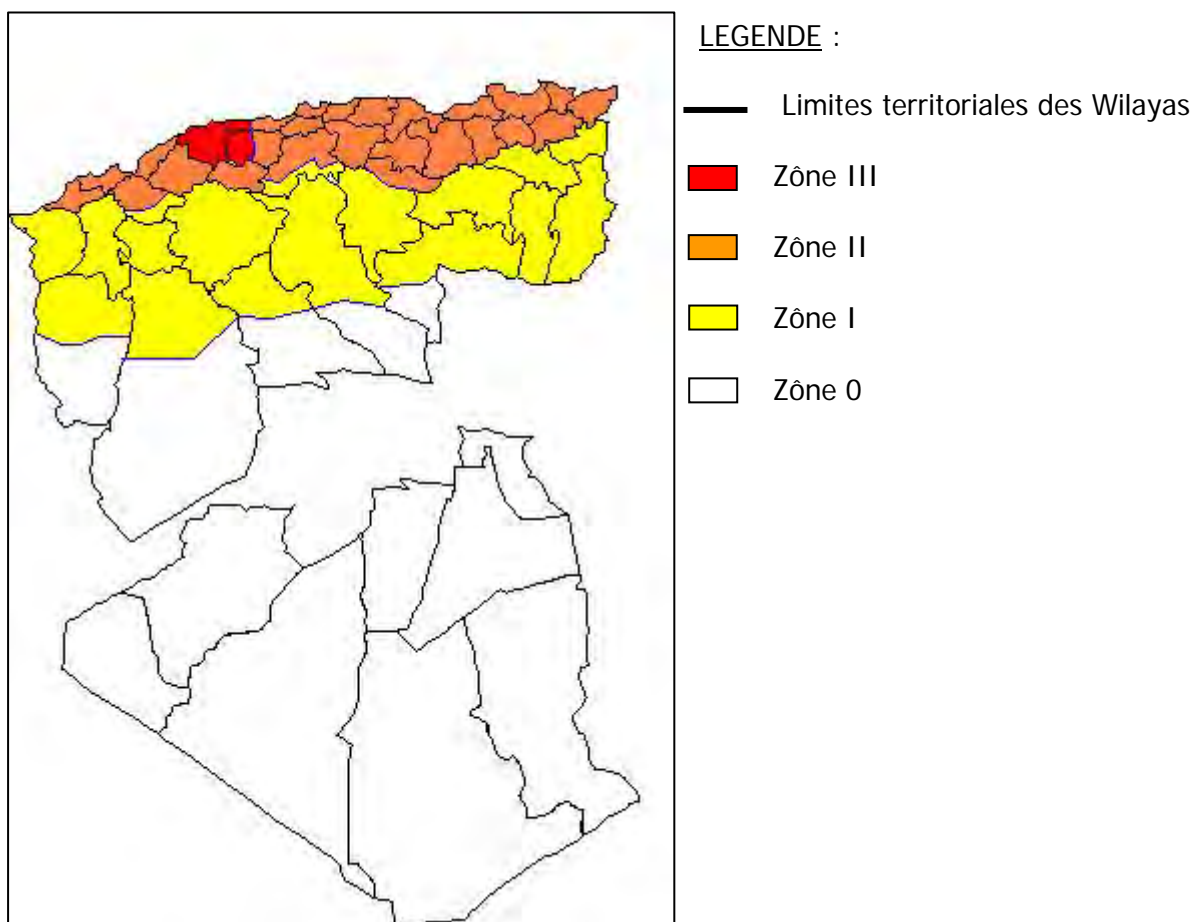 LEGENDE :
Limites territoriales des Wilayas
Zône III
Zône II
Zône I
Zône 0